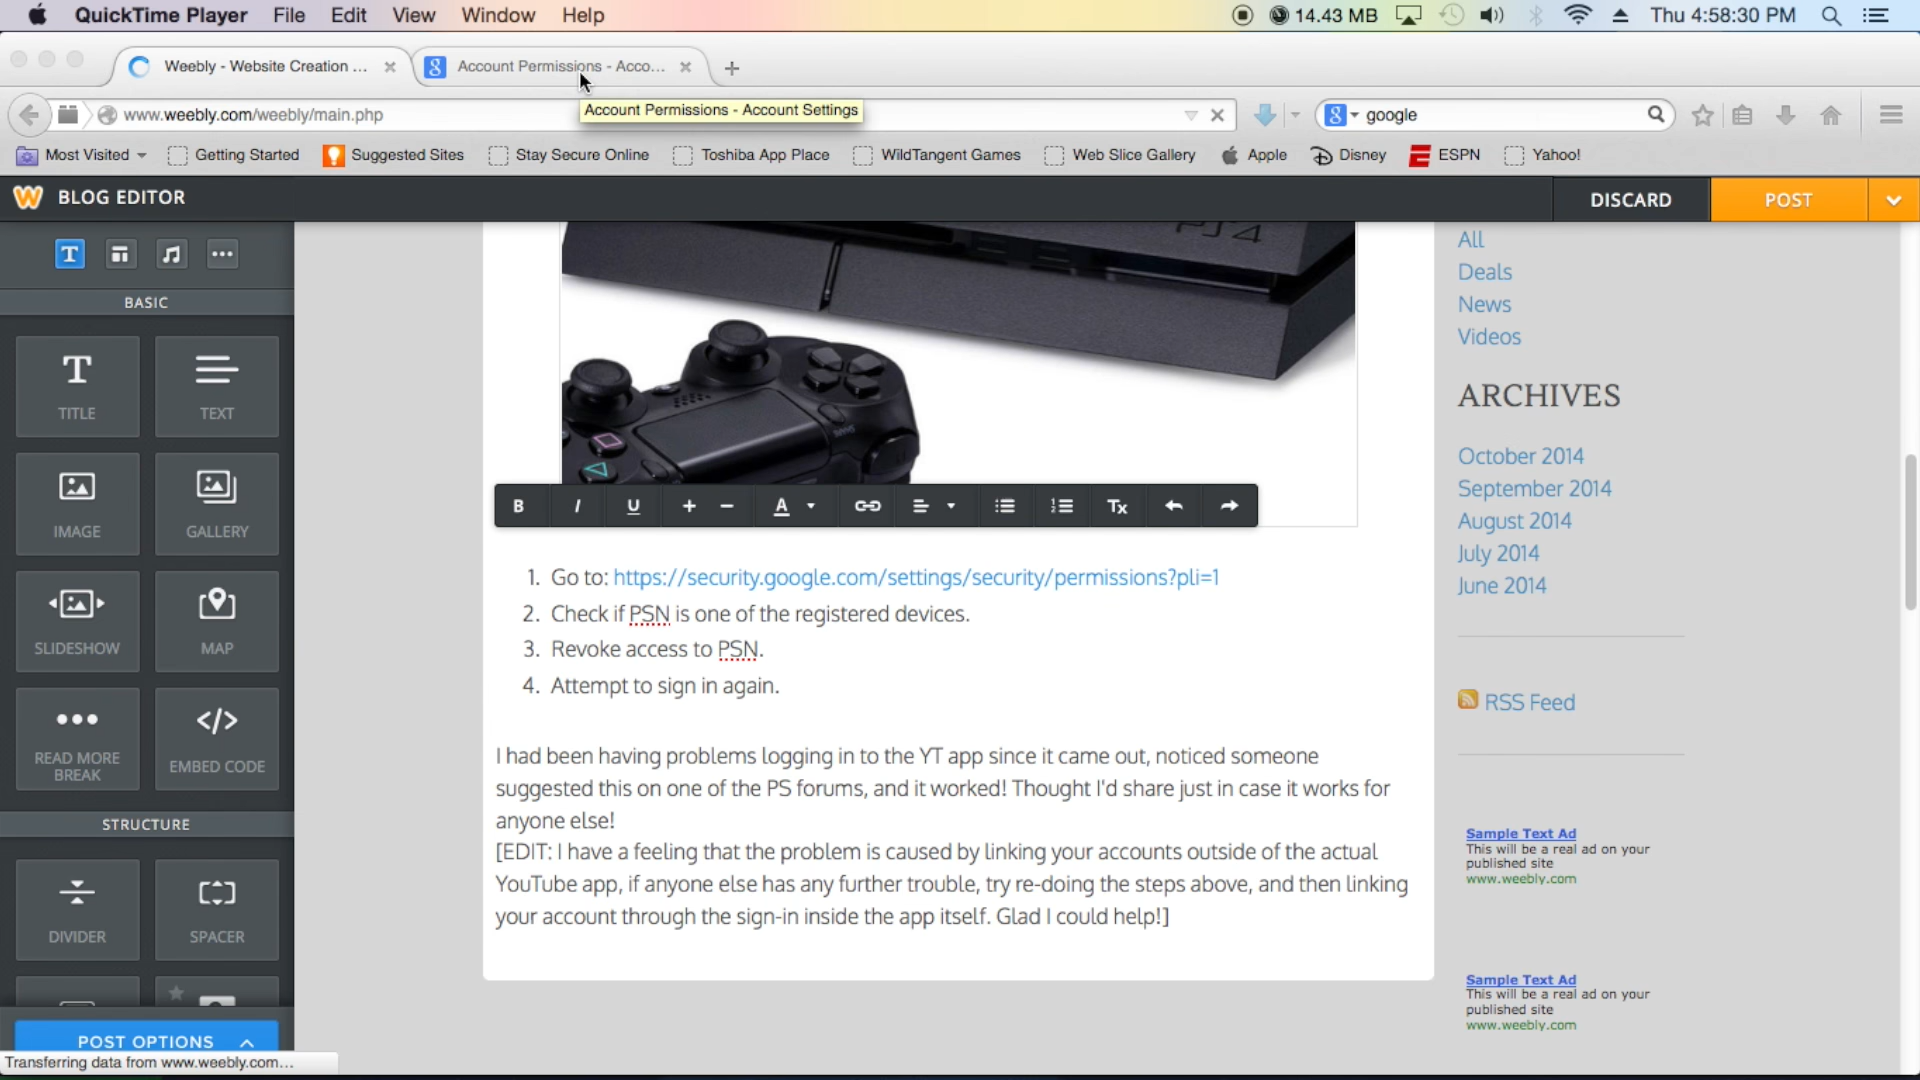 QuickTime Player File Edit View Window Help 14.43 MB Thu 4:58:30 PM
Weebly - Website Creation ... Account Permissions - Acco...
www.weebly.com/weebly/main.php google
Account Permissions - Account Settings
Most Visited Getting Started Suggested Sites Stay Secure Online Toshiba App Place WildTangent Games Web Slice Gallery Apple Disney ESPN Yahoo!
BLOG EDITOR DISCARD POST
BASIC
TITLE TEXT
IMAGE GALLERY
SLIDESHOW MAP
READ MORE
BREAK
EMBED CODE
STRUCTURE
DIVIDER SPACER
POST OPTIONS
Transferring data from www.weebly.com...
PS4
SONY
B I U + − A Tx
1. Go to: https://security.google.com/settings/security/permissions?pli=1
2. Check if PSN is one of the registered devices.
3. Revoke access to PSN.
4. Attempt to sign in again.
I had been having problems logging in to the YT app since it came out, noticed someone
suggested this on one of the PS forums, and it worked! Thought I'd share just in case it works for
anyone else!
[EDIT: I have a feeling that the problem is caused by linking your accounts outside of the actual
YouTube app, if anyone else has any further trouble, try re-doing the steps above, and then linking
your account through the sign-in inside the app itself. Glad I could help!]
All
Deals
News
Videos
ARCHIVES
October 2014
September 2014
August 2014
July 2014
June 2014
RSS Feed
Sample Text Ad
This will be a real ad on your
published site
www.weebly.com
Sample Text Ad
This will be a real ad on your
published site
www.weebly.com